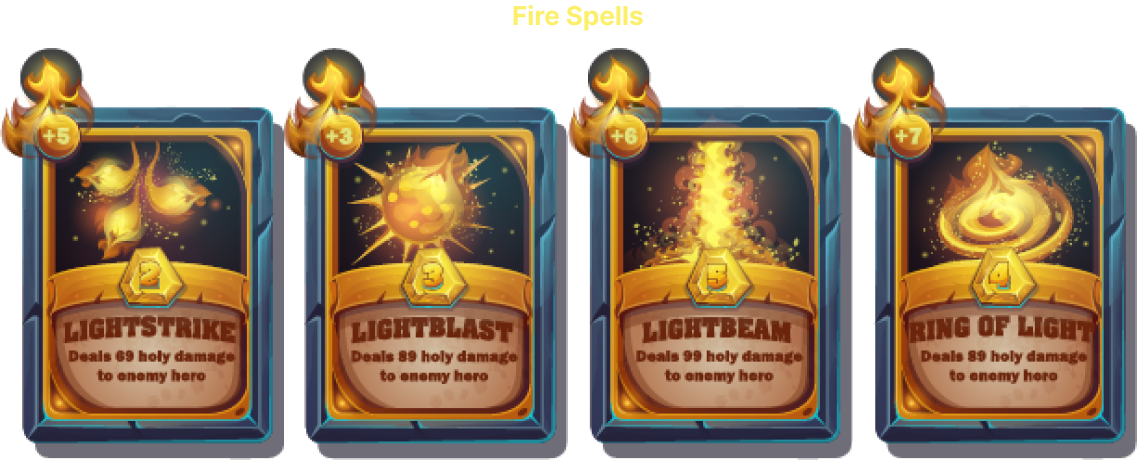 Fire Spells
+5
2
LIGHTSTRIKE
Deals 69 holy damage
to enemy hero
+3
3
LIGHTBLAST
Deals 89 holy damage
to enemy hero
+6
5
LIGHTBEAM
Deals 99 holy damage
to enemy hero
+7
4
RING OF LIGHT
Deals 89 holy damage
to enemy hero